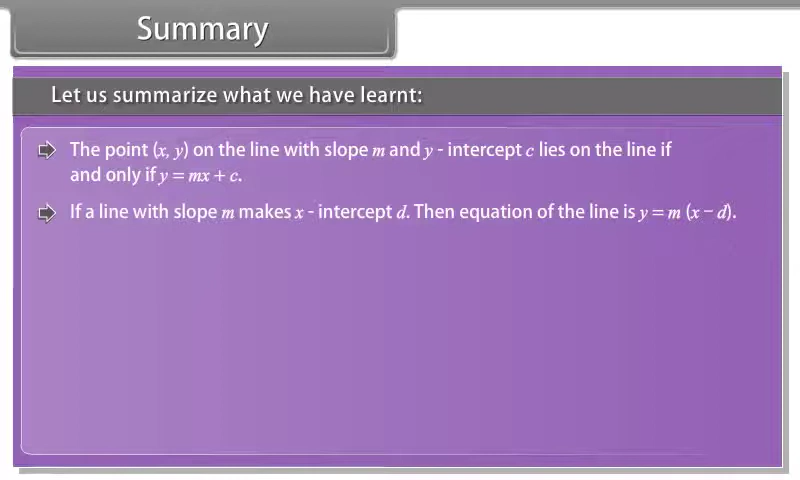 Summary
Let us summarize what we have learnt:
The point (x, y) on the line with slope m and y - intercept c lies on the line if
and only if y = mx + c.
If a line with slope m makes x - intercept d. Then equation of the line is y = m (x − d).